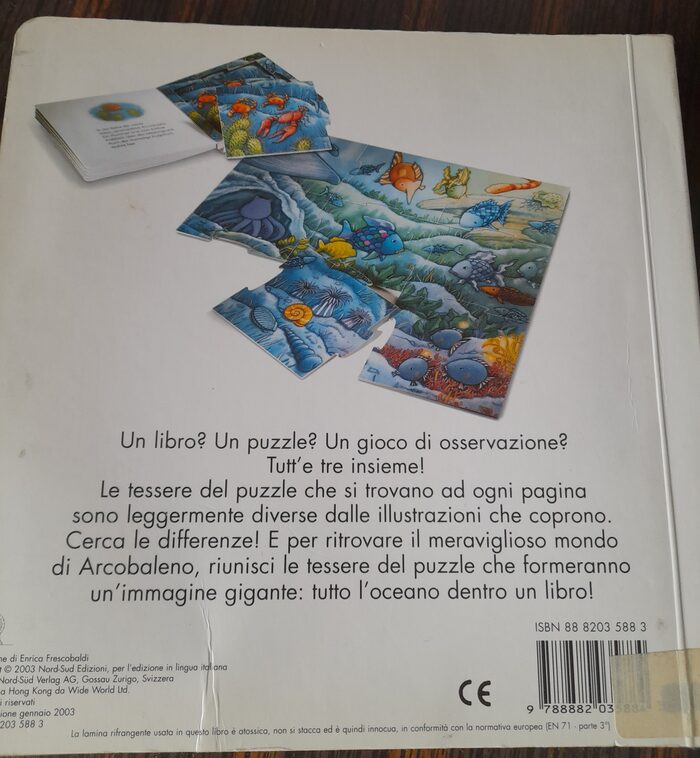 Un libro? Un puzzle? Un gioco di osservazione?
Tutt'e tre insieme!
Le tessere del puzzle che si trovano ad ogni pagina
sono leggermente diverse dalle illustrazioni che coprono.
Cerca le differenze! E per ritrovare il meraviglioso mondo
di Arcobaleno, riunisci le tessere del puzzle che formeranno
un'immagine gigante: tutto l'oceano dentro un libro!
ISBN 88 8203 588 3
ne di Enrica Frescobaldi
t © 2003 Nord-Sud Edizioni, per l'edizione in lingua italiana
Nord-Süd Verlag AG, Gossau Zurigo, Svizzera
a Hong Kong da Wide World Ltd.
i riservati
zione gennaio 2003
203 588 3
CE
9 788882 035884
La lamina rifrangente usata in questo libro è atossica, non si stacca ed è quindi innocua, in conformità con la normativa europea (EN 71 - parte 3°)